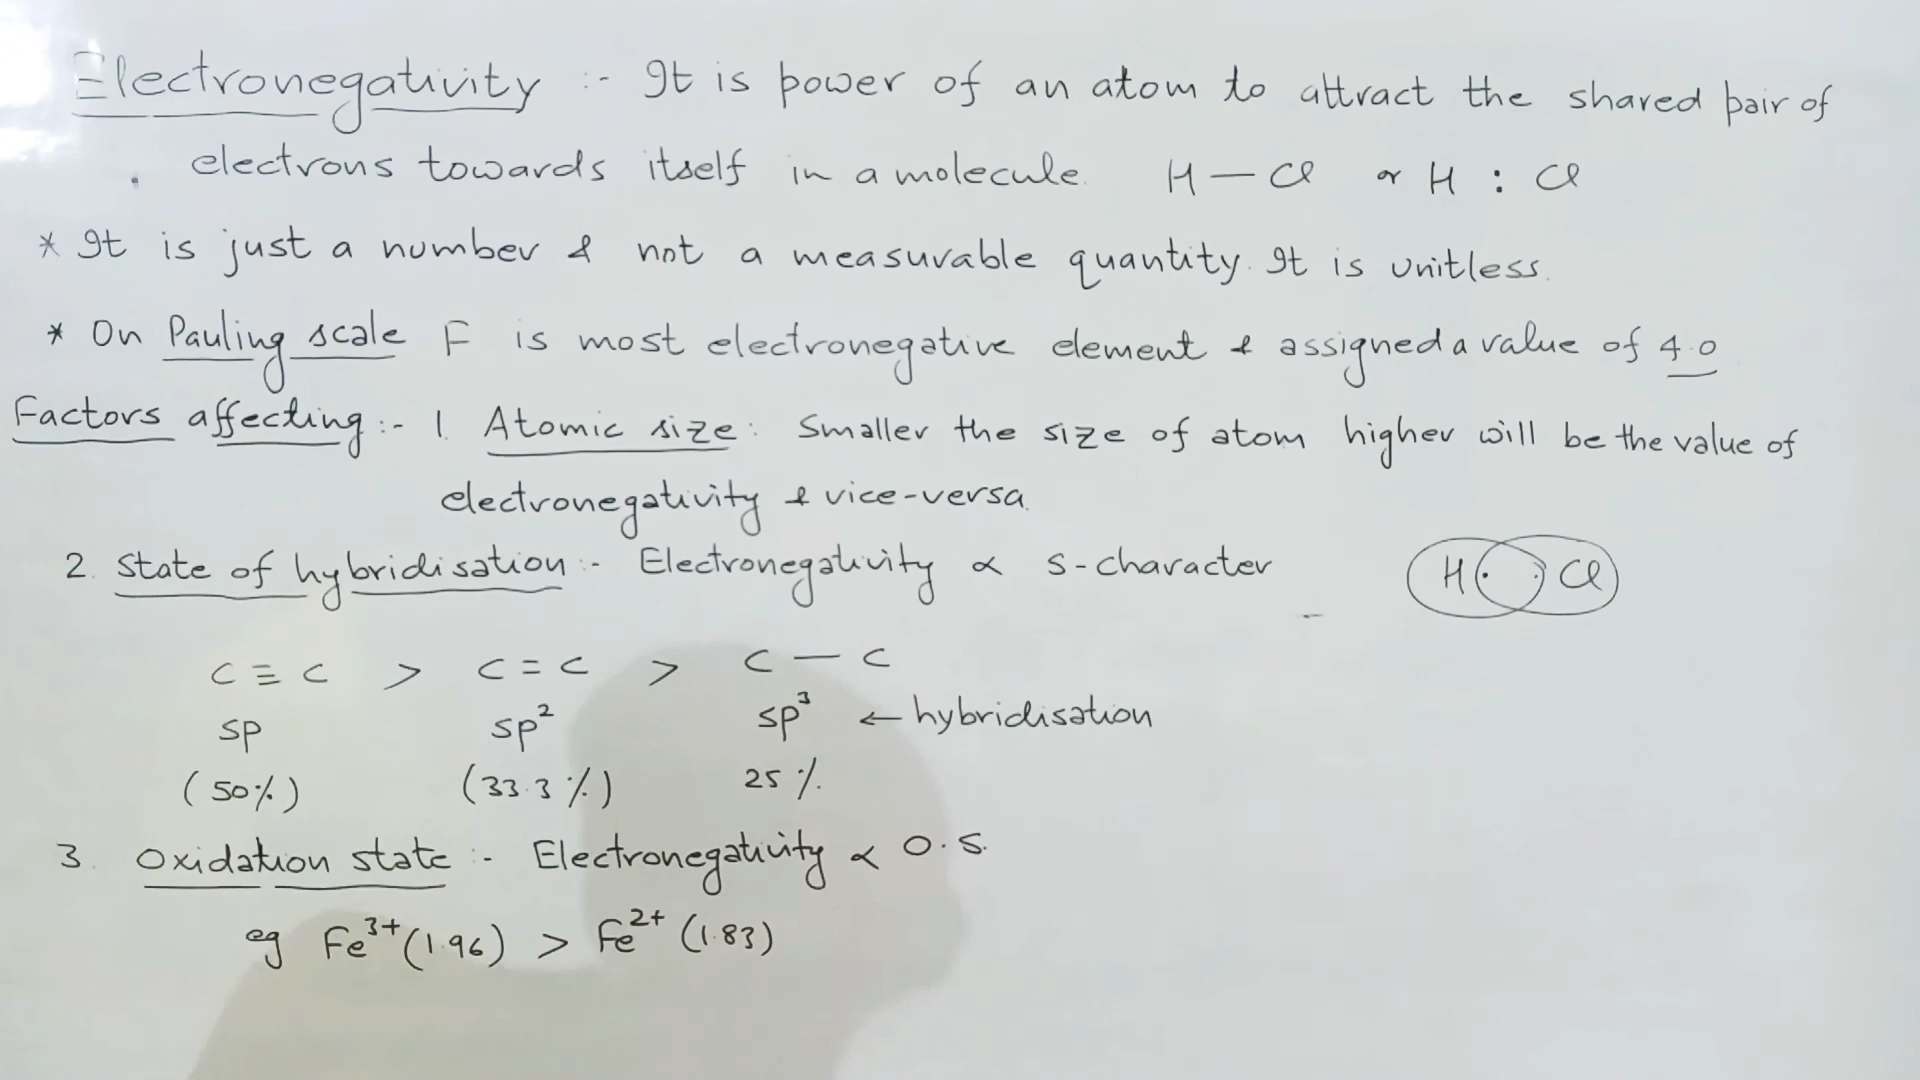 Electronegativity :- It is power of an atom to attract the shared pair of
electrons towards itself in a molecule. H — Cl or H : Cl
* It is just a number & not a measurable quantity. It is unitless.
* On Pauling scale F is most electronegative element & assigned a value of 4.0
Factors affecting :- 1. Atomic size : Smaller the size of atom higher will be the value of
electronegativity & vice-versa.
2. State of hybridisation :- Electronegativity ∝ s-character
H Cl
C ≡ C > C = C > C — C
sp sp² sp³ ← hybridisation
(50%) (33.3%) 25%.
3. Oxidation state :- Electronegativity ∝ O.S.
eg Fe³⁺ (1.96) > Fe²⁺ (1.83)